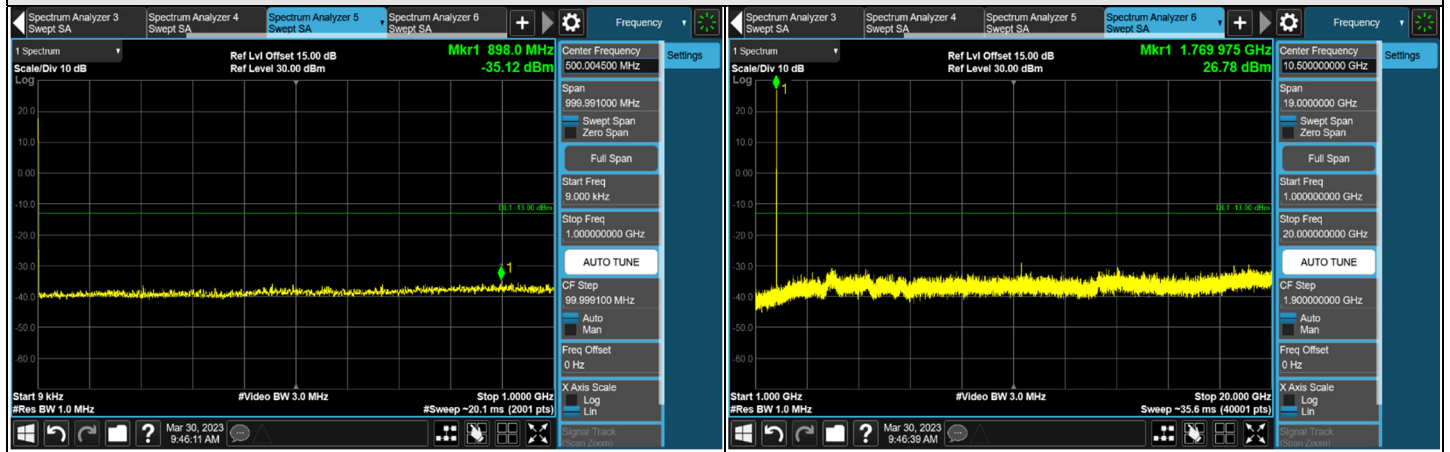 Spectrum Analyzer 3
Swept SA
Spectrum Analyzer 4
Swept SA
Spectrum Analyzer 5
Swept SA
Spectrum Analyzer 6
Swept SA
+
Frequency
1 Spectrum
Scale/Div 10 dB
Log
Ref Lvl Offset 15.00 dB
Ref Level 30.00 dBm
Mkr1 898.0 MHz
-35.12 dBm
20.0
10.0
0.00
-10.0
-20.0
-30.0
-40.0
-50.0
-60.0
DL1 -13.00 dBm
1
Start 9 kHz
#Res BW 1.0 MHz
#Video BW 3.0 MHz
Stop 1.0000 GHz
#Sweep ~20.1 ms (2001 pts)
Center Frequency
500.004500 MHz
Span
999.991000 MHz
Swept Span
Zero Span
Full Span
Start Freq
9.000 kHz
Stop Freq
1.000000000 GHz
AUTO TUNE
CF Step
99.999100 MHz
Auto
Man
Freq Offset
0 Hz
X Axis Scale
Log
Lin
Signal Track
(Span Zoom)
Settings
?
Mar 30, 2023
9:46:11 AM
Spectrum Analyzer 3
Swept SA
Spectrum Analyzer 4
Swept SA
Spectrum Analyzer 5
Swept SA
Spectrum Analyzer 6
Swept SA
+
Frequency
1 Spectrum
Scale/Div 10 dB
Log
Ref Lvl Offset 15.00 dB
Ref Level 30.00 dBm
Mkr1 1.769 975 GHz
26.78 dBm
1
20.0
10.0
0.00
-10.0
-20.0
-30.0
-40.0
-50.0
-60.0
DL1 -13.00 dBm
Start 1.000 GHz
#Res BW 1.0 MHz
#Video BW 3.0 MHz
Stop 20.000 GHz
Sweep ~35.6 ms (40001 pts)
Center Frequency
10.500000000 GHz
Span
19.0000000 GHz
Swept Span
Zero Span
Full Span
Start Freq
1.000000000 GHz
Stop Freq
20.000000000 GHz
AUTO TUNE
CF Step
1.900000000 GHz
Auto
Man
Freq Offset
0 Hz
X Axis Scale
Log
Lin
Signal Track
(Span Zoom)
Settings
?
Mar 30, 2023
9:46:39 AM